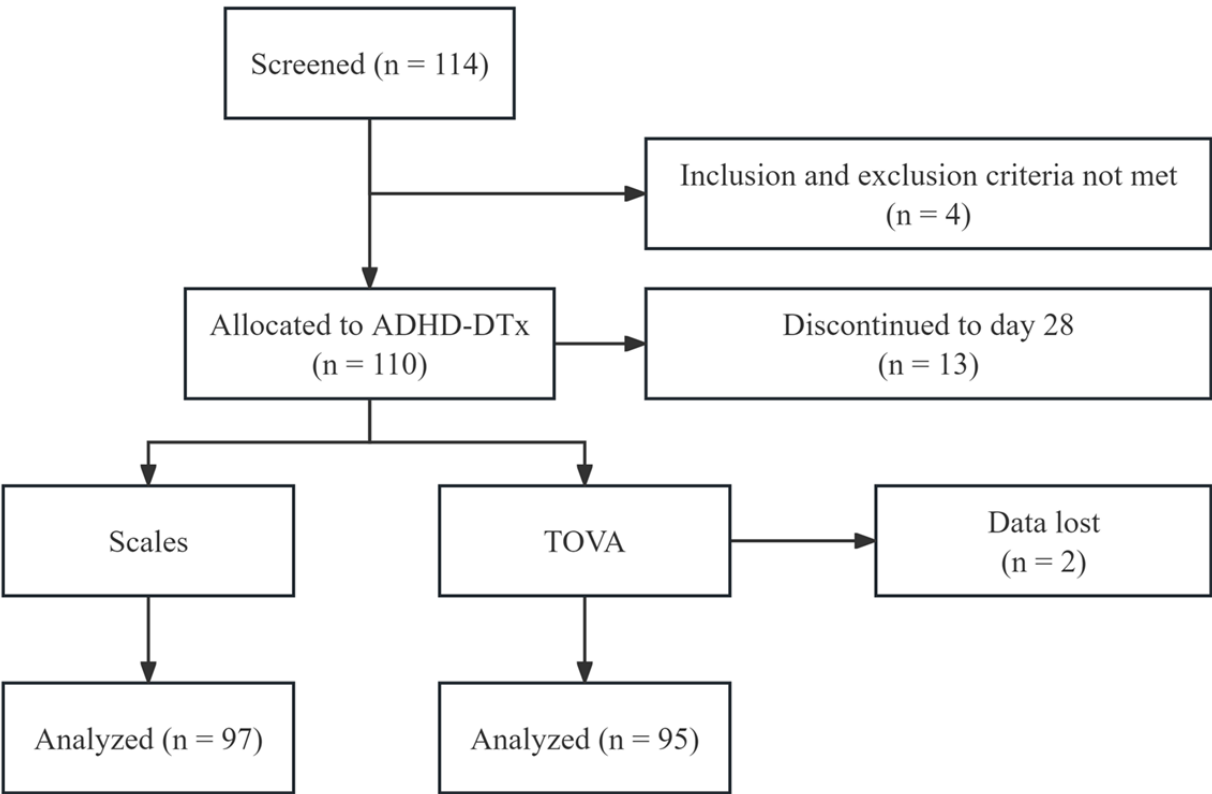 Screened (n = 114)
Inclusion and exclusion criteria not met
(n = 4)
Allocated to ADHD-DTx
(n = 110)
Discontinued to day 28
(n = 13)
Scales
TOVA
Data lost
(n = 2)
Analyzed (n = 97)
Analyzed (n = 95)